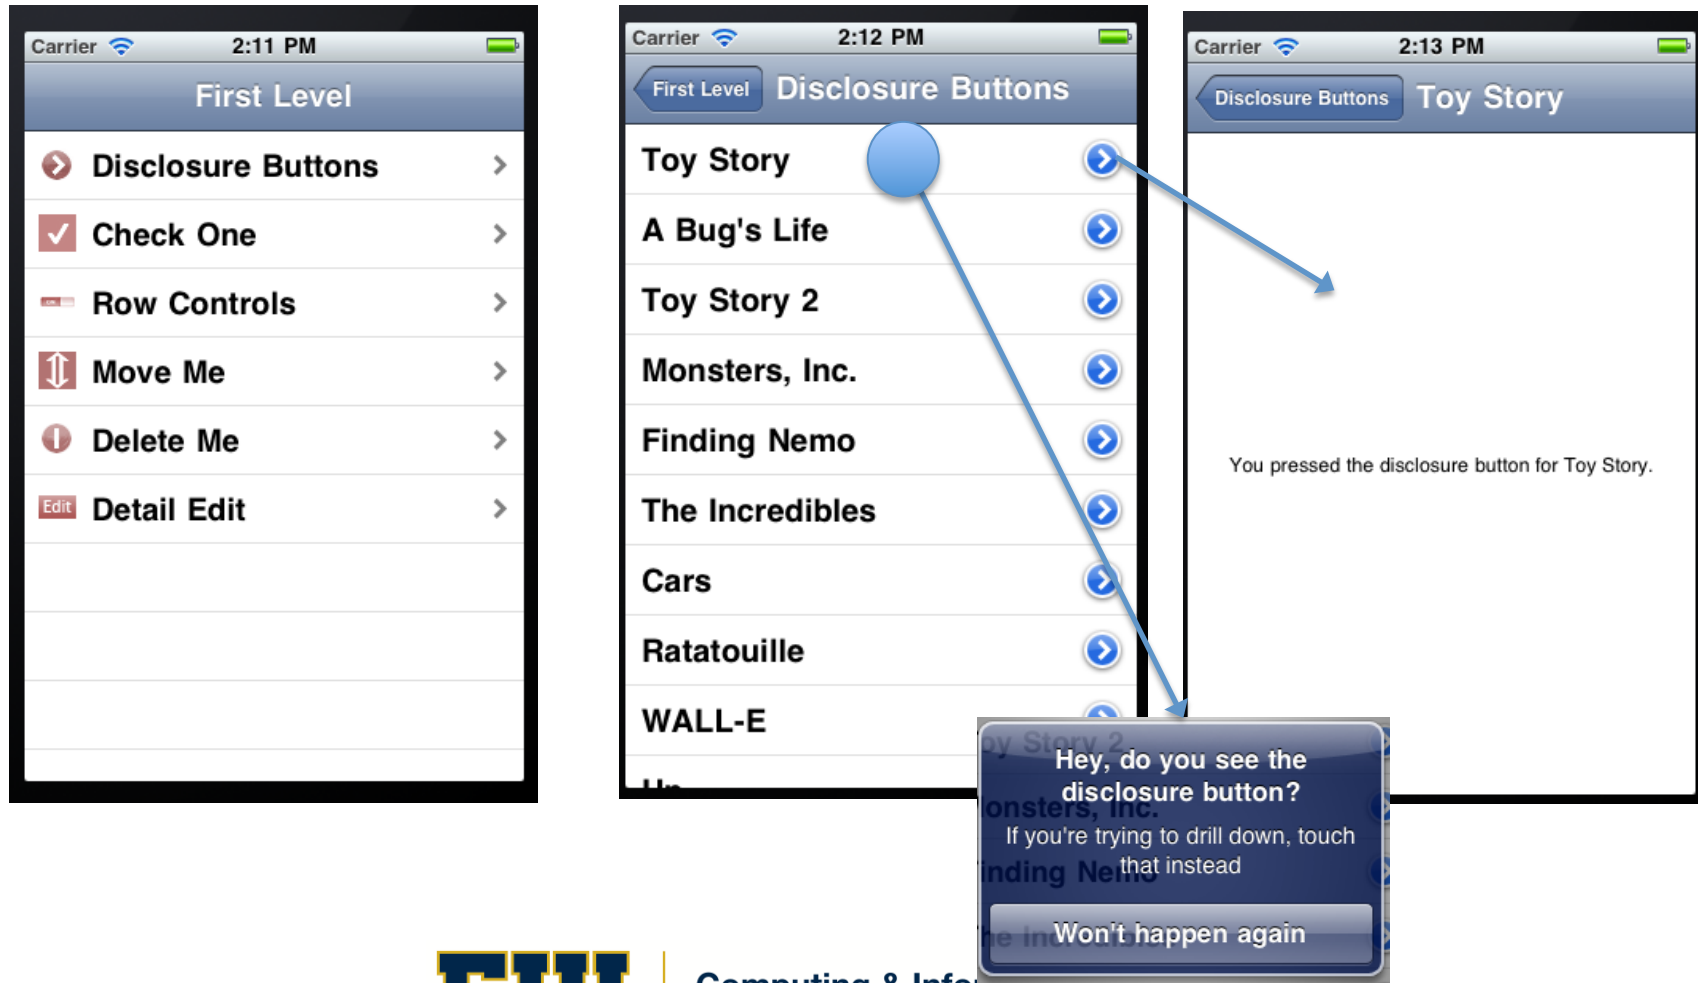 Carrier 2:11 PM
First Level
Disclosure Buttons
Check One
Row Controls
Move Me
Delete Me
Edit Detail Edit
Carrier 2:12 PM
First Level Disclosure Buttons
Toy Story
A Bug's Life
Toy Story 2
Monsters, Inc.
Finding Nemo
The Incredibles
Cars
Ratatouille
WALL-E
Up
Carrier 2:13 PM
Disclosure Buttons Toy Story
You pressed the disclosure button for Toy Story.
Hey, do you see the
disclosure button?
If you're trying to drill down, touch
that instead
Won't happen again
Computing &